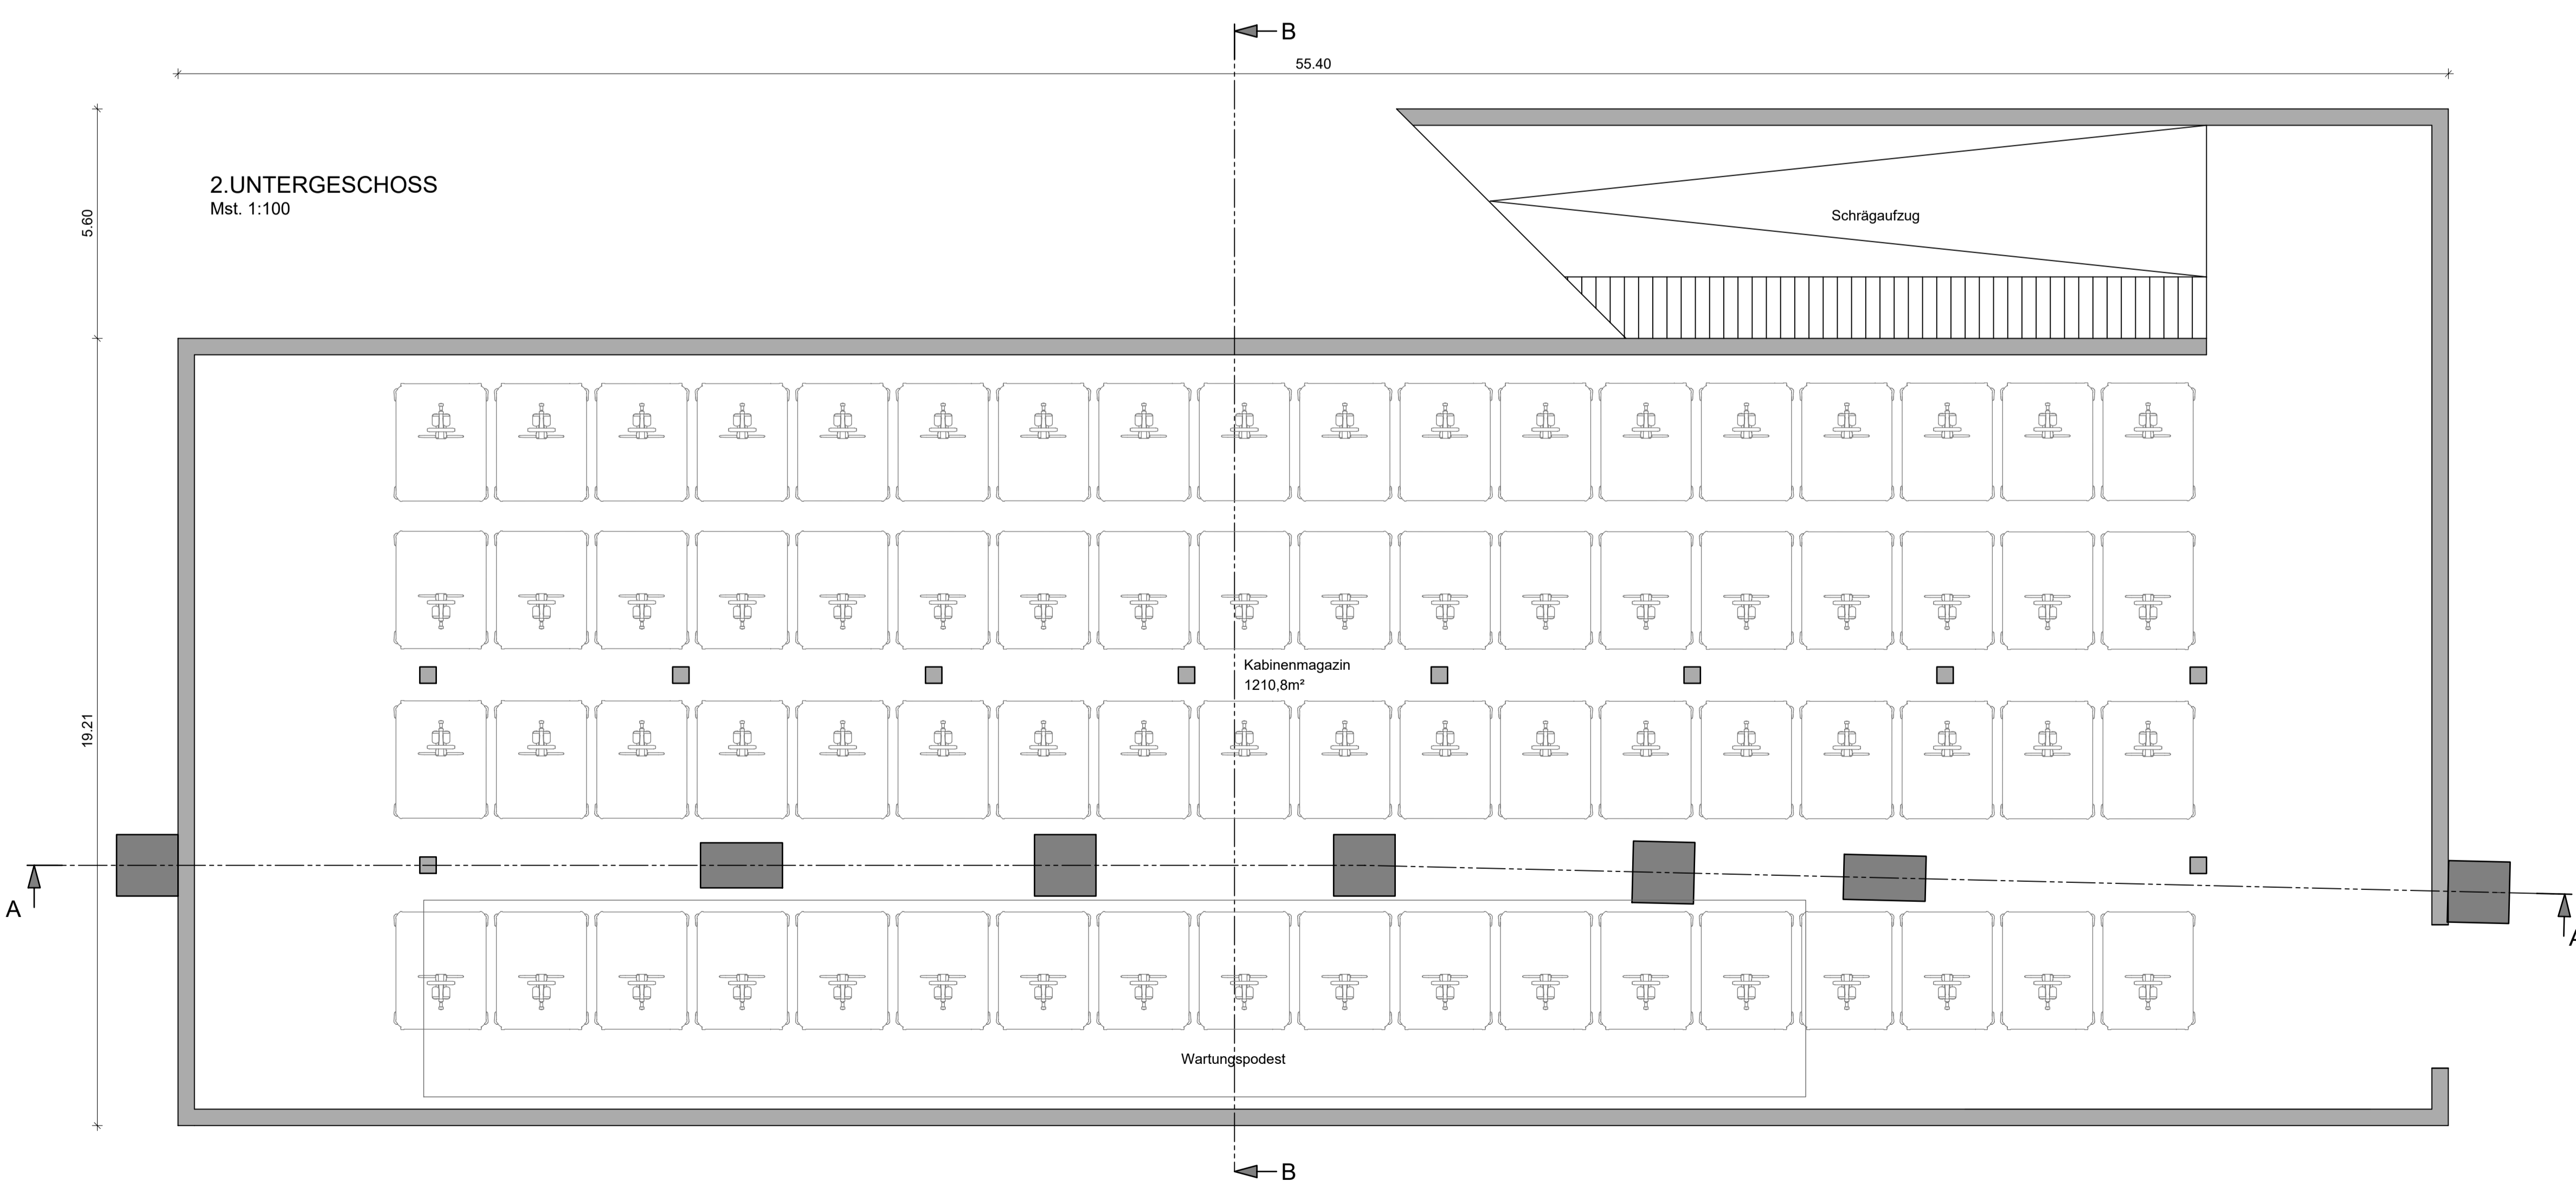 B
55.40
2.UNTERGESCHOSS
Mst. 1:100
5.60
Schrägaufzug
Kabinenmagazin
1210,8m²
19.21
A
A
Wartungspodest
B